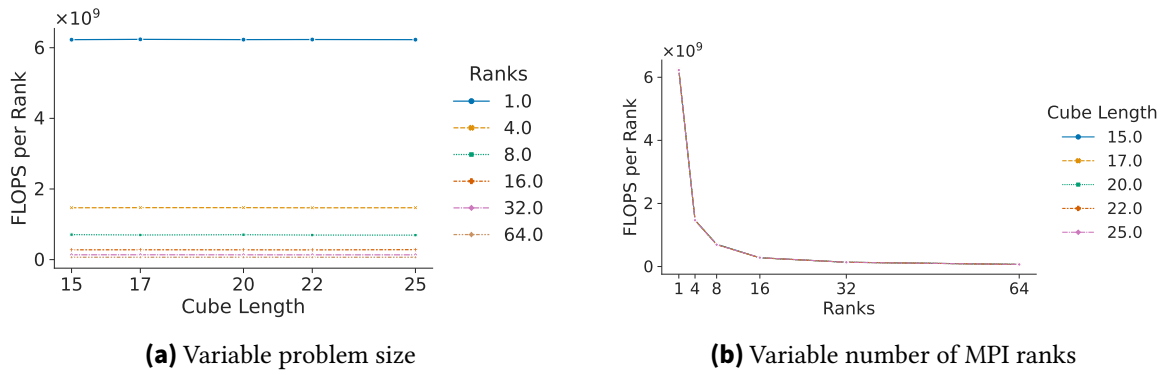 ×10⁹
6
4
2
0
FLOPS per Rank
15 17 20 22 25
Cube Length
Ranks
1.0
4.0
8.0
16.0
32.0
64.0
(a) Variable problem size
×10⁹
6
4
2
0
FLOPS per Rank
1 4 8 16 32 64
Ranks
Cube Length
15.0
17.0
20.0
22.0
25.0
(b) Variable number of MPI ranks